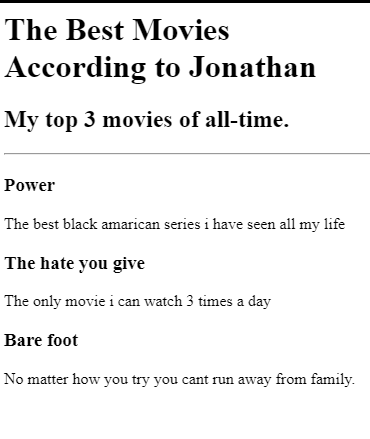 The Best Movies
According to Jonathan
My top 3 movies of all-time.
Power
The best black amarican series i have seen all my life
The hate you give
The only movie i can watch 3 times a day
Bare foot
No matter how you try you cant run away from family.